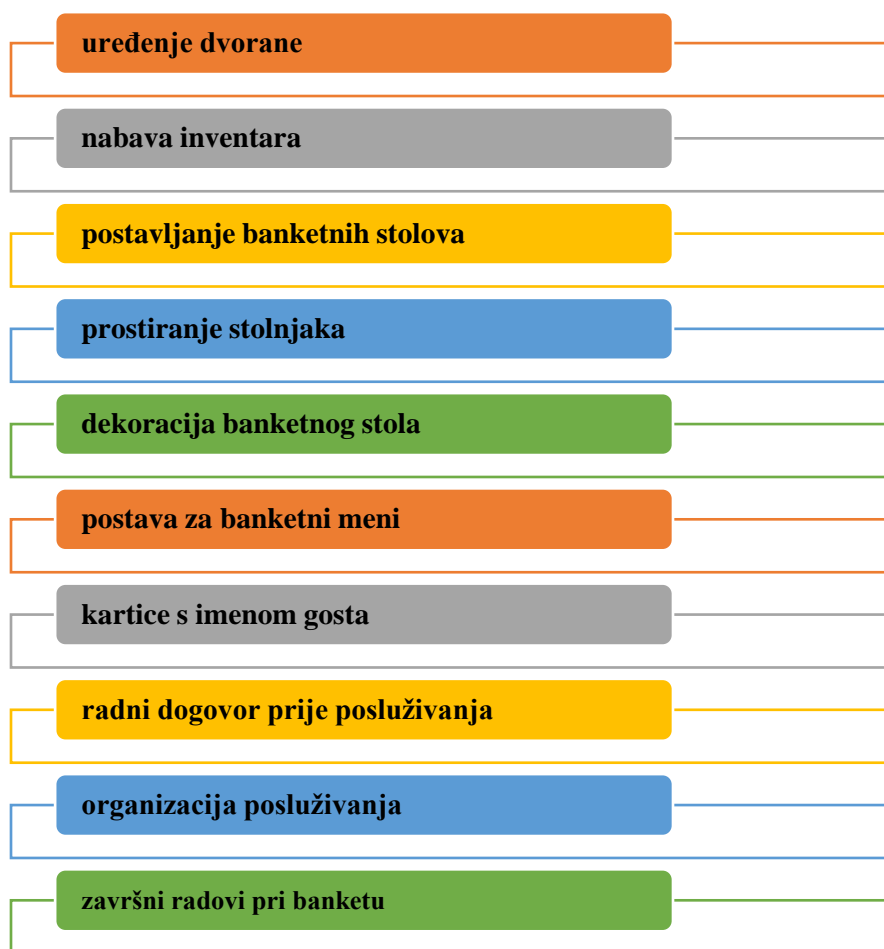 uređenje dvorane
nabava inventara
postavljanje banketnih stolova
prostiranje stolnjaka
dekoracija banketnog stola
postava za banketni meni
kartice s imenom gosta
radni dogovor prije posluživanja
organizacija posluživanja
završni radovi pri banketu